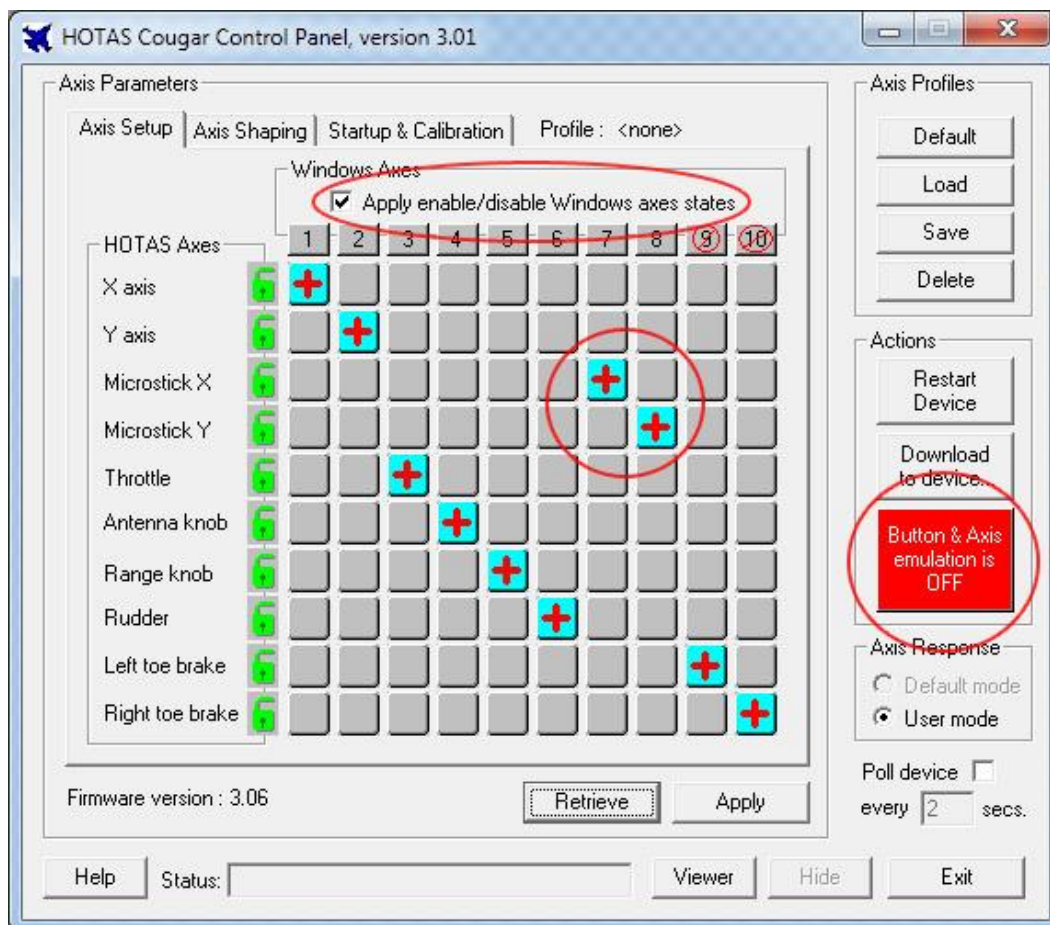 HOTAS Cougar Control Panel, version 3.01
Axis Parameters
Axis Setup
Axis Shaping
Startup & Calibration
Profile : <none>
Windows Axes
Apply enable/disable Windows axes states
HOTAS Axes
1 2 3 4 5 6 7 8 9 10
X axis
Y axis
Microstick X
Microstick Y
Throttle
Antenna knob
Range knob
Rudder
Left toe brake
Right toe brake
Firmware version : 3.06
Retrieve
Apply
Axis Profiles
Default
Load
Save
Delete
Actions
Restart
Device
Download
to device...
Button & Axis
emulation is
OFF
Axis Response
Default mode
User mode
Poll device
every 2 secs.
Help
Status:
Viewer
Hide
Exit